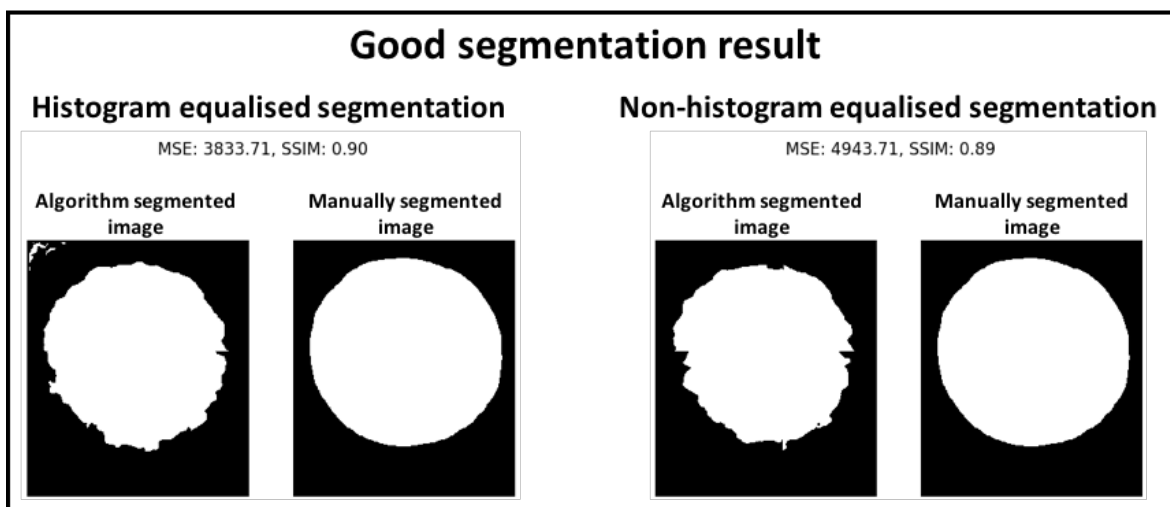 Good segmentation result
Histogram equalised segmentation
MSE: 3833.71, SSIM: 0.90
Algorithm segmented
image
Manually segmented
image
Non-histogram equalised segmentation
MSE: 4943.71, SSIM: 0.89
Algorithm segmented
image
Manually segmented
image